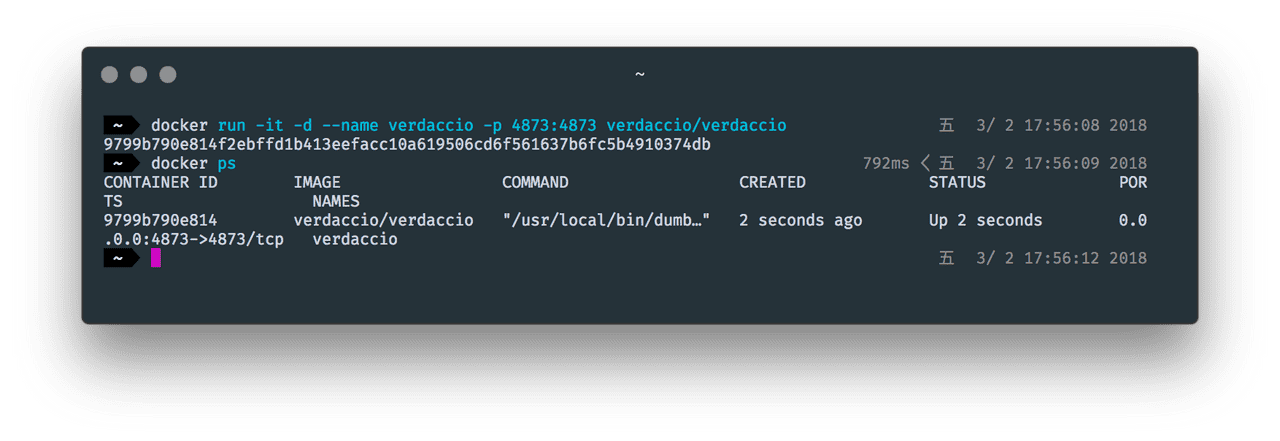 ~
~ docker run -it -d --name verdaccio -p 4873:4873 verdaccio/verdaccio 五 3/ 2 17:56:08 2018
9799b790e814f2ebffd1b413eefacc10a619506cd6f561637b6fc5b4910374db
~ docker ps 792ms < 五 3/ 2 17:56:09 2018
CONTAINER ID IMAGE COMMAND CREATED STATUS POR
TS NAMES
9799b790e814 verdaccio/verdaccio "/usr/local/bin/dumb…" 2 seconds ago Up 2 seconds 0.0
.0.0:4873->4873/tcp verdaccio
~ 五 3/ 2 17:56:12 2018